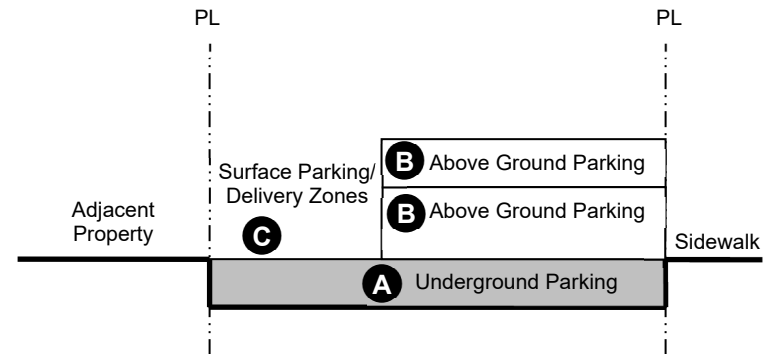 PL
PL
B Above Ground Parking
Surface Parking/
Delivery Zones
B Above Ground Parking
Adjacent
Property
C
Sidewalk
A Underground Parking